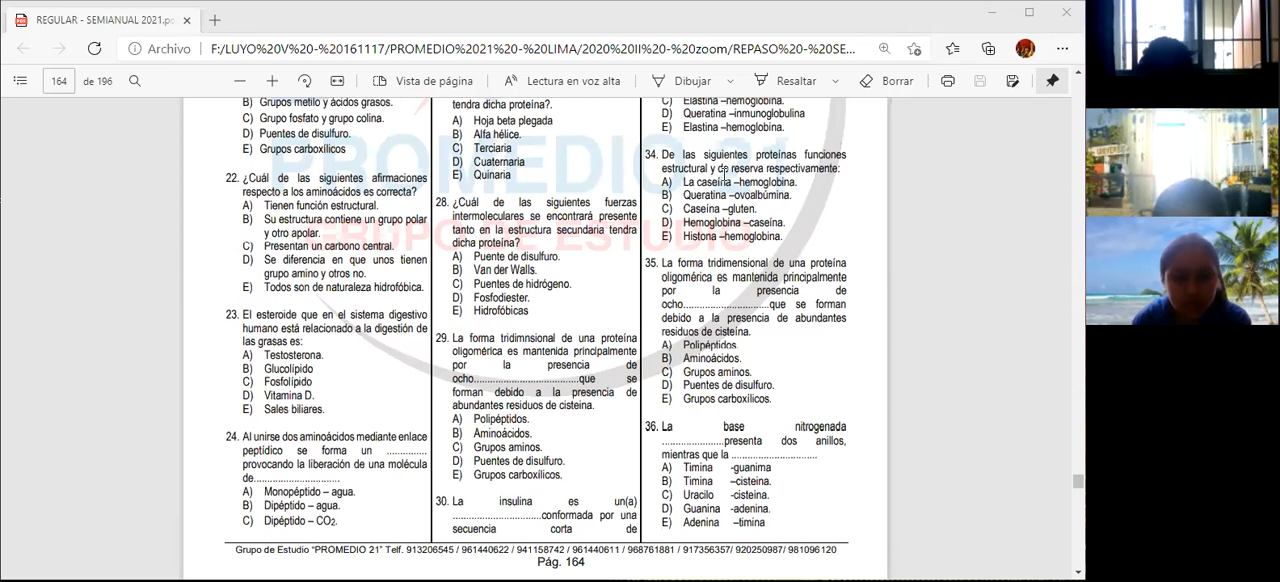 REGULAR - SEMIANUAL 2021.pc
Archivo
F:/LUYO%20V%20-%20161117/PROMEDIO%2021%20-%20LIMA/2020%20II%20-%20zoom/REPASO%20-%20SE...
164 de 196
Vista de página
Lectura en voz alta
Dibujar
Resaltar
Borrar
B) Grupos metilo y ácidos grasos.
C) Grupo fosfato y grupo colina.
D) Puentes de disulfuro.
E) Grupos carboxílicos
22. ¿Cuál de las siguientes afirmaciones
respecto a los aminoácidos es correcta?
A) Tienen función estructural.
B) Su estructura contiene un grupo polar
y otro apolar.
C) Presentan un carbono central.
D) Se diferencia en que unos tienen
grupo amino y otros no.
E) Todos son de naturaleza hidrofóbica.
23. El esteroide que en el sistema digestivo
humano está relacionado a la digestión de
las grasas es:
A) Testosterona.
B) Glucolípido
C) Fosfolípido
D) Vitamina D.
E) Sales biliares.
24. Al unirse dos aminoácidos mediante enlace
peptídico se forma un ..............
provocando la liberación de una molécula
de..............................
A) Monopéptido – agua.
B) Dipéptido – agua.
C) Dipéptido – CO2.
tendra dicha proteína?.
A) Hoja beta plegada
B) Alfa hélice.
C) Terciaria
D) Cuaternaria
E) Quinaria
28. ¿Cuál de las siguientes fuerzas
intermoleculares se encontrará presente
tanto en la estructura secundaria tendra
dicha proteína?
A) Puente de disulfuro.
B) Van der Walls.
C) Puentes de hidrógeno.
D) Fosfodiester.
E) Hidrofóbicas
29. La forma tridimnsional de una proteína
oligomérica es mantenida principalmente
por la presencia de
ocho....................................que se
forman debido a la presencia de
abundantes residuos de cisteina.
A) Polipéptidos.
B) Aminoácidos.
C) Grupos aminos.
D) Puentes de disulfuro.
E) Grupos carboxílicos.
30. La insulina es un(a)
...............................conformada por una
secuencia corta de
C) Elastina –hemoglobina.
D) Queratina –inmunoglobulina
E) Elastina –hemoglobina.
34. De las siguientes proteínas funciones
estructural y de reserva respectivamente:
A) La caseína –hemoglobina.
B) Queratina –ovoalbúmina.
C) Caseína –gluten.
D) Hemoglobina –caseína.
E) Histona –hemoglobina.
35. La forma tridimensional de una proteína
oligomérica es mantenida principalmente
por la presencia de
ocho..............................que se forman
debido a la presencia de abundantes
residuos de cisteína.
A) Polipéptidos.
B) Aminoácidos.
C) Grupos aminos.
D) Puentes de disulfuro.
E) Grupos carboxílicos.
36. La base nitrogenada
......................presenta dos anillos,
mientras que la ..............................
A) Timina -guanima
B) Timina –cisteina.
C) Uracilo -cisteina.
D) Guanina -adenina.
E) Adenina –timina
PROMEDIO 21
GRUPO DE ESTUDIO
Grupo de Estudio “PROMEDIO 21” Telf. 913206545 / 961440622 / 941158742 / 961440611 / 968761881 / 917356357/ 920250987/ 981096120
Pág. 164